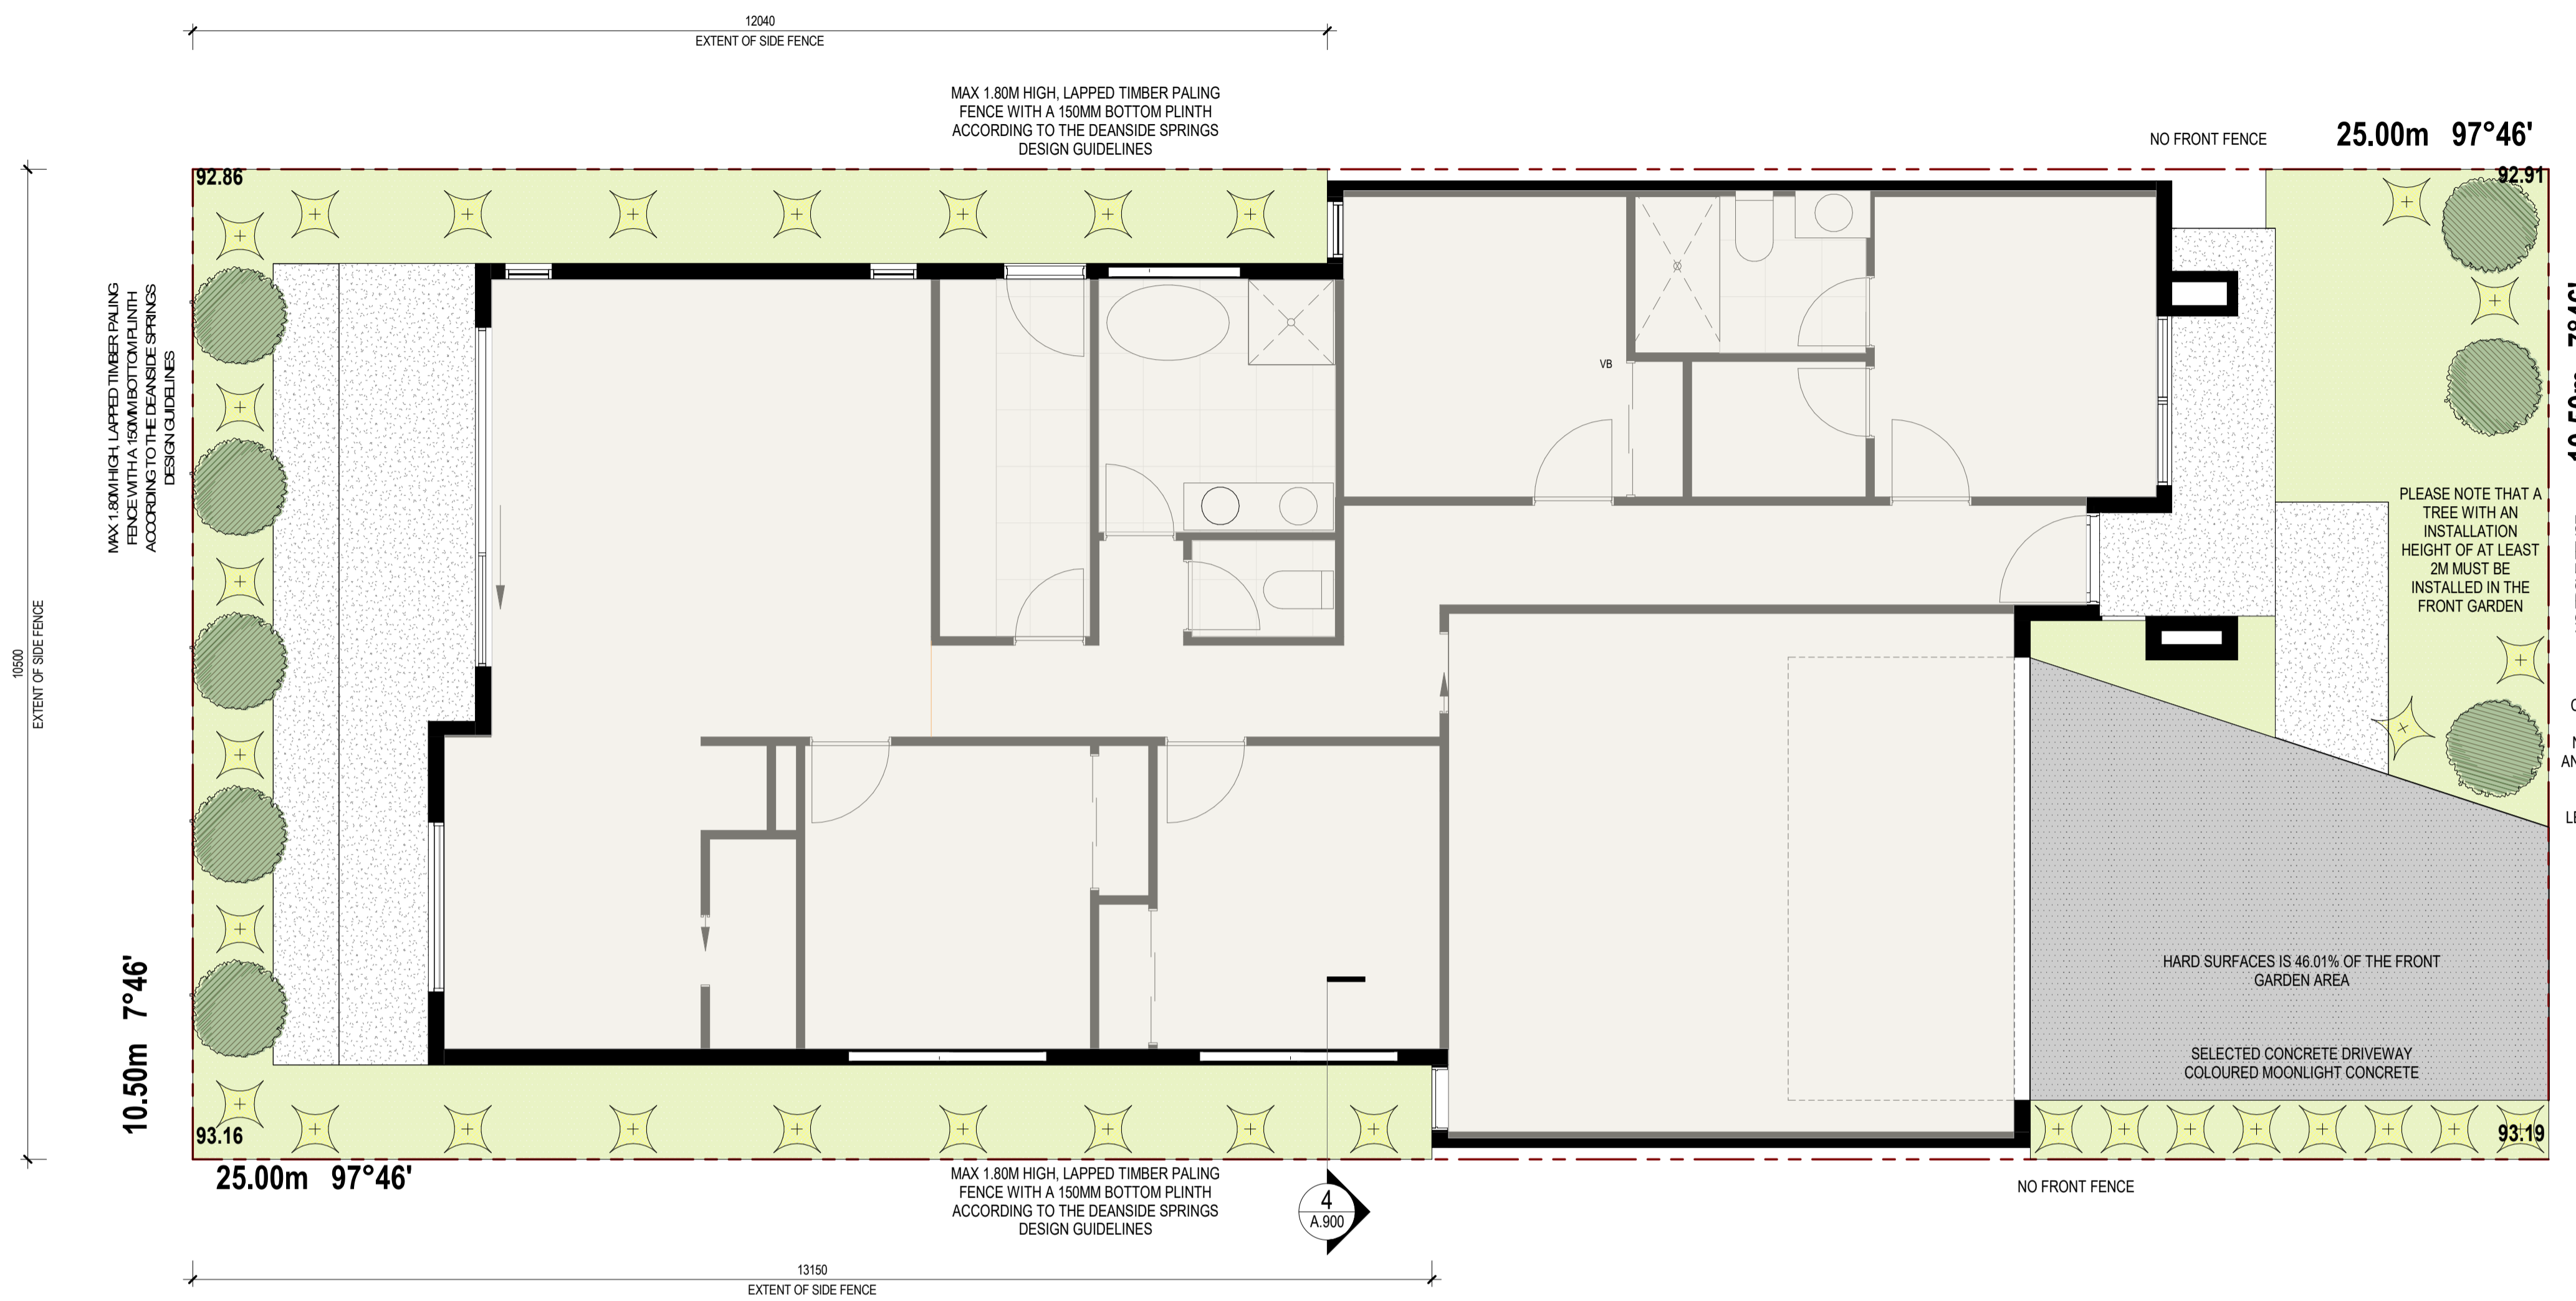 12040
EXTENT OF SIDE FENCE
MAX 1.80M HIGH, LAPPED TIMBER PALING
FENCE WITH A 150MM BOTTOM PLINTH
ACCORDING TO THE DEANSIDE SPRINGS
DESIGN GUIDELINES
NO FRONT FENCE
25.00m 97°46'
92.86
92.91
MAX 1.80M HIGH, LAPPED TIMBER PALING
FENCE WITH A 150MM BOTTOM PLINTH
ACCORDING TO THE DEANSIDE SPRINGS
DESIGN GUIDELINES
10500
EXTENT OF SIDE FENCE
VB
PLEASE NOTE THAT A
TREE WITH AN
INSTALLATION
HEIGHT OF AT LEAST
2M MUST BE
INSTALLED IN THE
FRONT GARDEN
AN
LE
10.50m 7°46'
HARD SURFACES IS 46.01% OF THE FRONT
GARDEN AREA
SELECTED CONCRETE DRIVEWAY
COLOURED MOONLIGHT CONCRETE
93.16
93.19
25.00m 97°46'
MAX 1.80M HIGH, LAPPED TIMBER PALING
FENCE WITH A 150MM BOTTOM PLINTH
ACCORDING TO THE DEANSIDE SPRINGS
DESIGN GUIDELINES
4
A.900
NO FRONT FENCE
13150
EXTENT OF SIDE FENCE